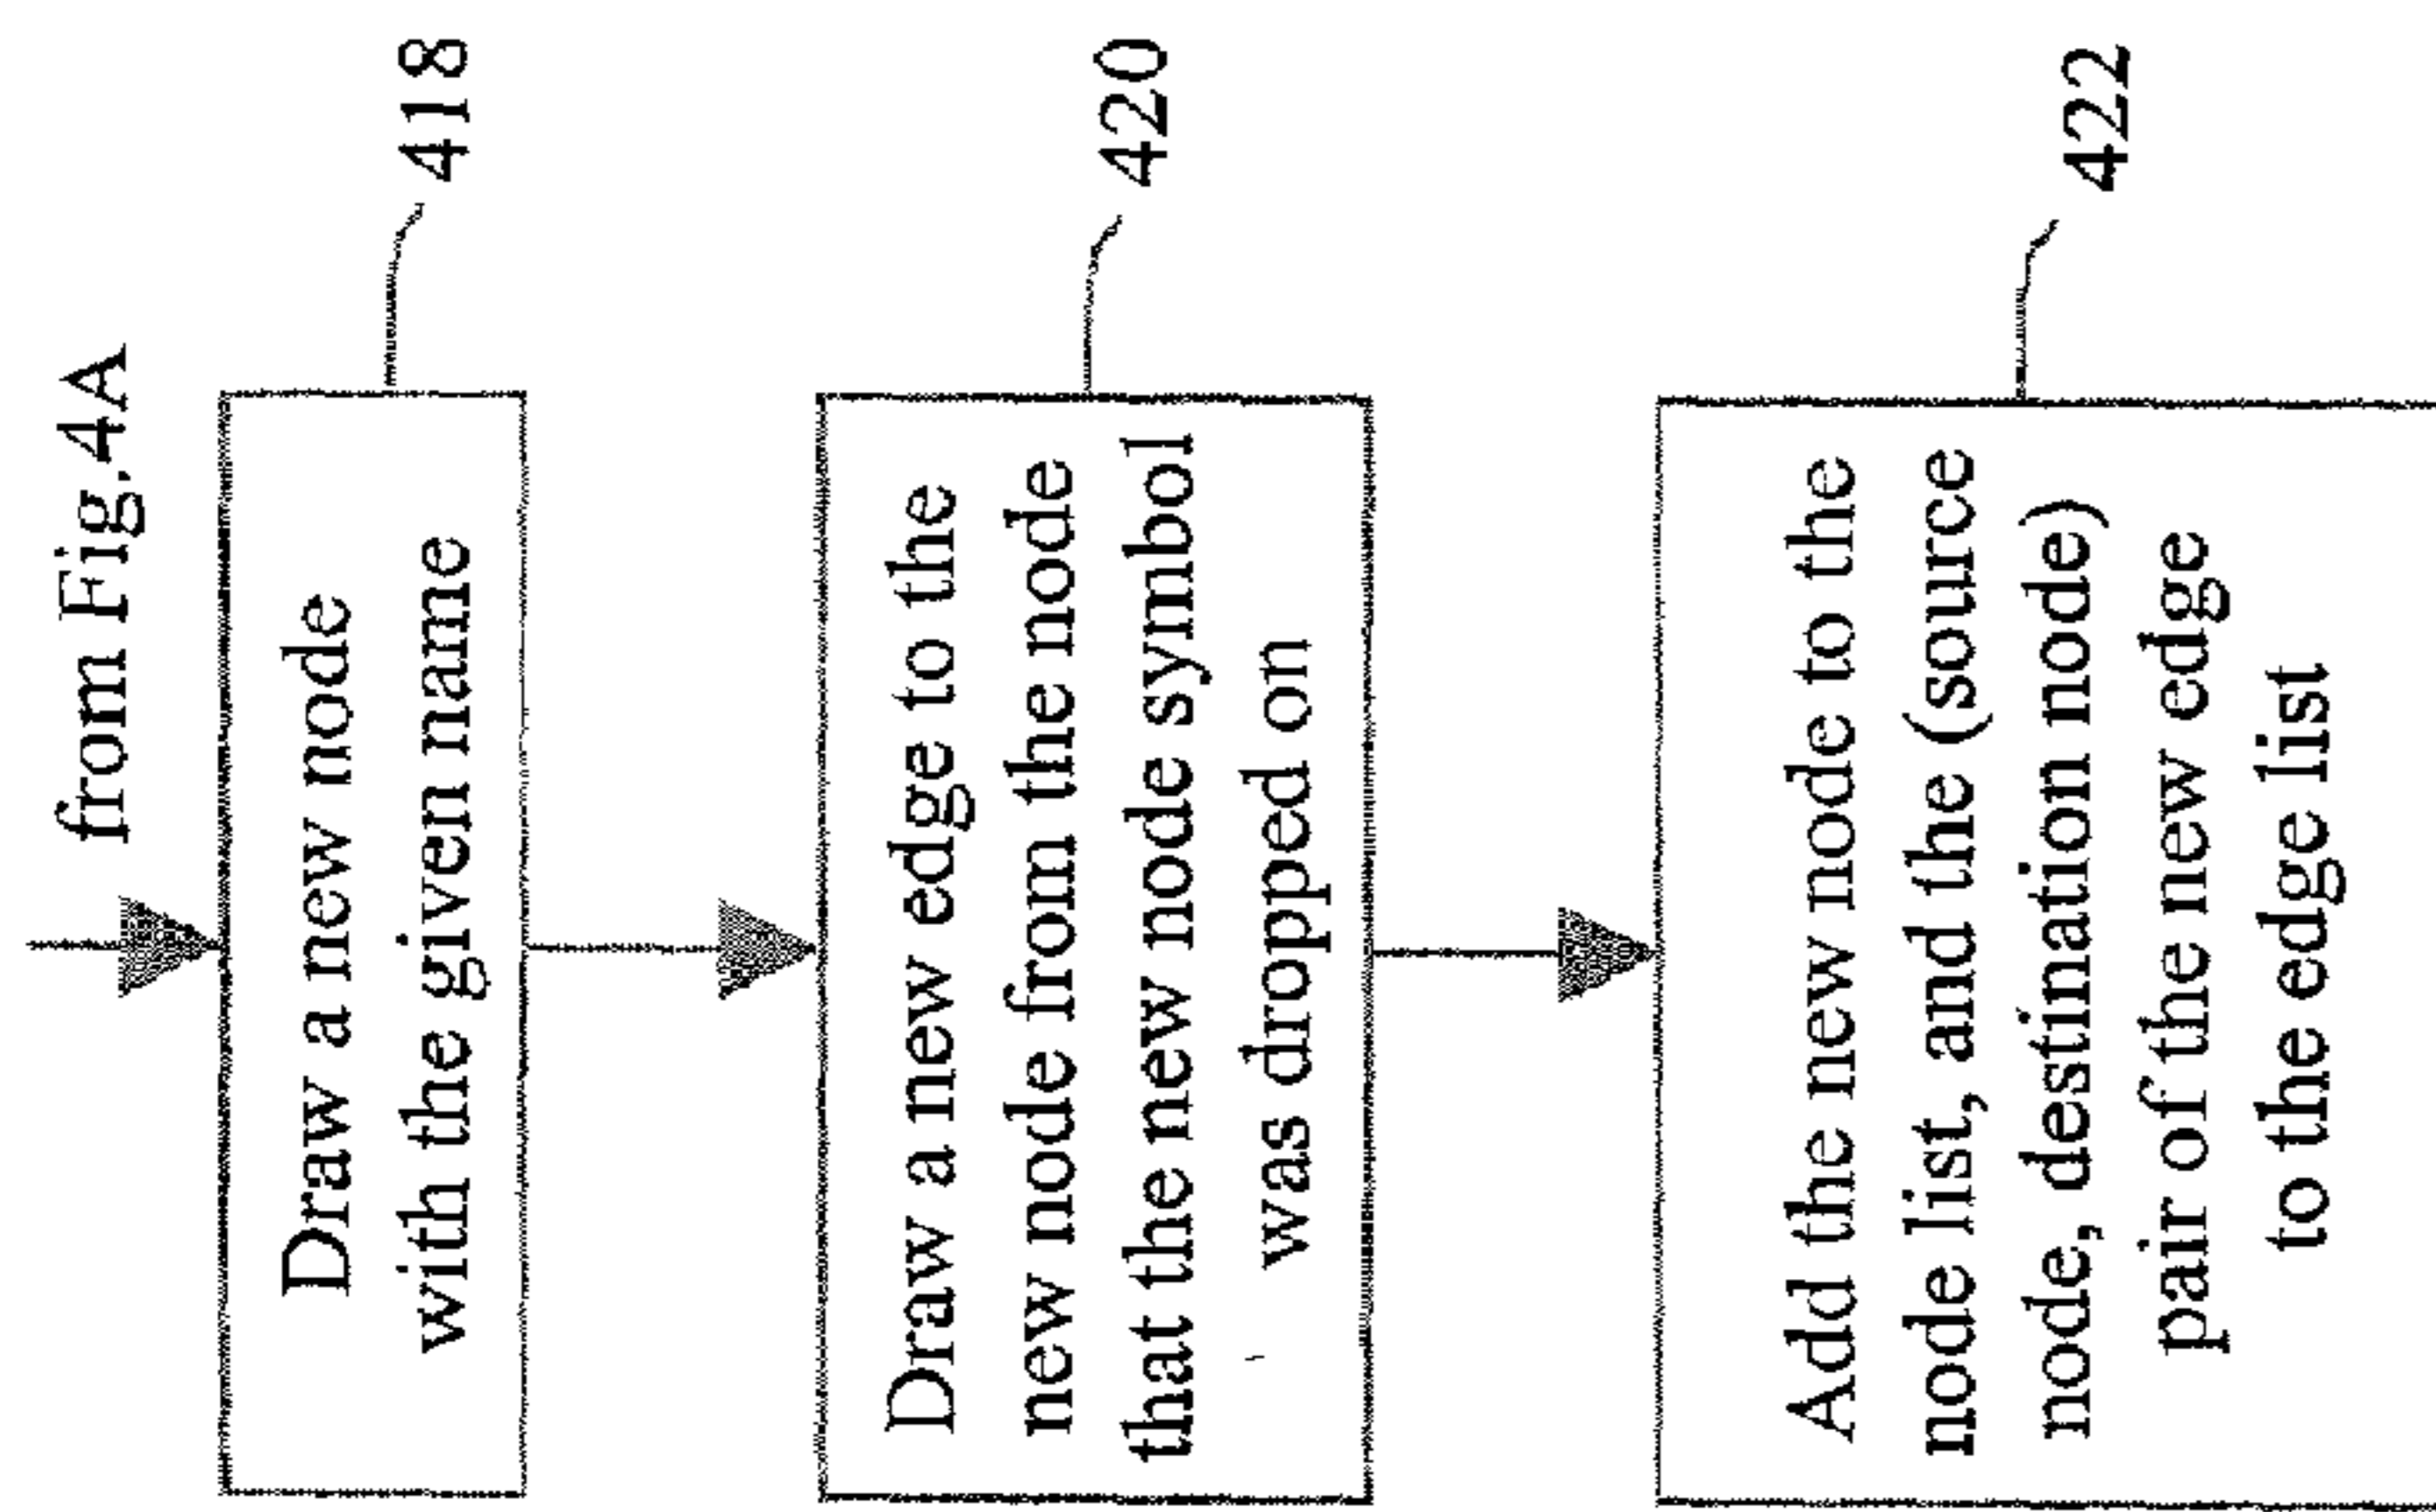 from Fig.4A
Draw a new node
with the given name
418
Draw a new edge to the
new node from the node
that the new node symbol
was dropped on
420
Add the new node to the
node list, and the (source
node, destination node)
pair of the new edge
to the edge list
422